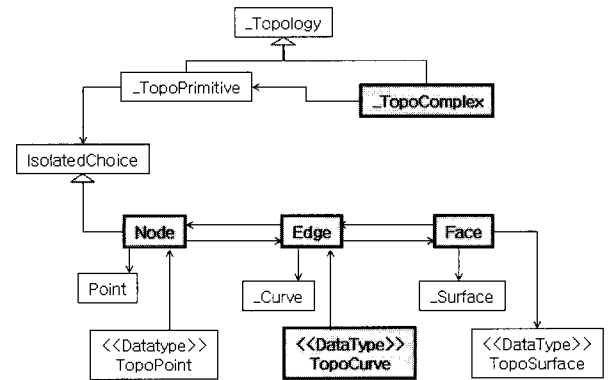 _Topology
_TopoPrimitive
_TopoComplex
IsolatedChoice
Node
Edge
Face
Point
_Curve
_Surface
<<Datatype>>
TopoPoint
<<DataType>>
TopoCurve
<<DataType>>
TopoSurface